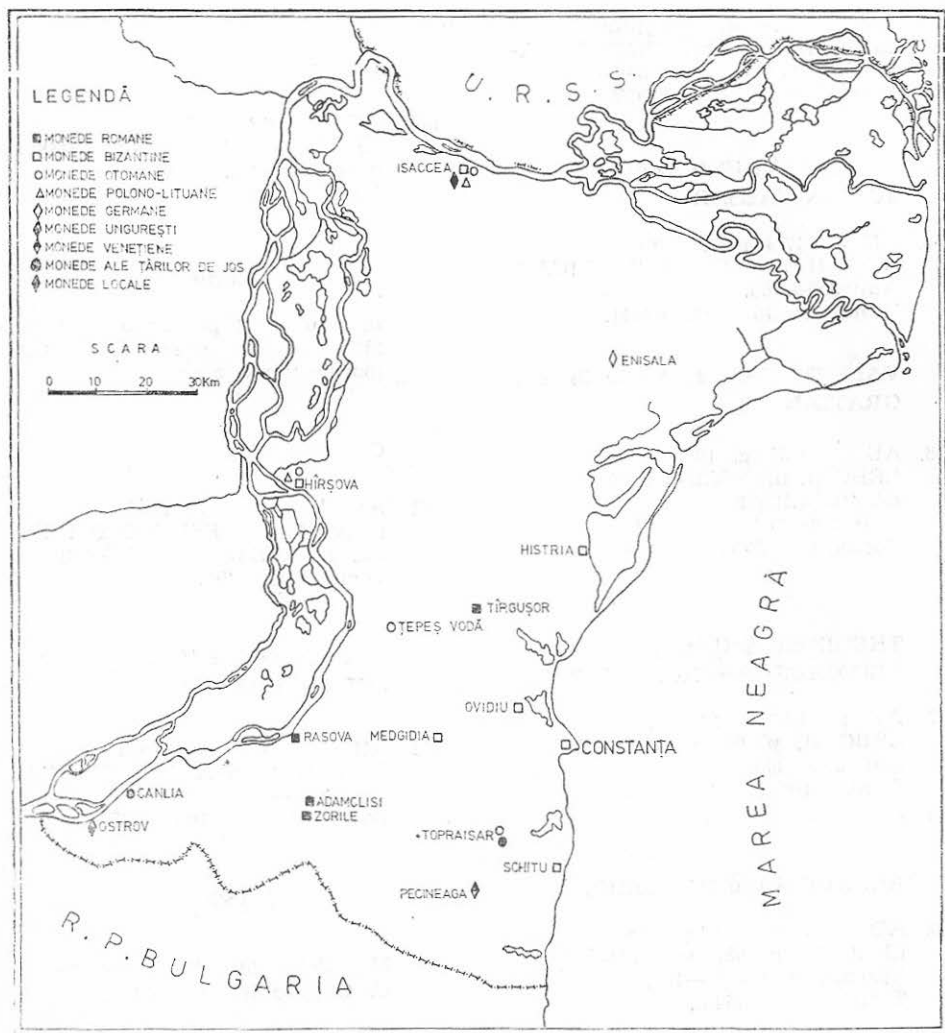 U. R. S. S.
LEGENDĂ
MONEDE ROMANE
MONEDE BIZANTINE
MONEDE OTOMANE
MONEDE POLONO-LITUANE
MONEDE GERMANE
MONEDE UNGUREȘTI
MONEDE VENEȚIENE
MONEDE ALE ȚĂRILOR DE JOS
MONEDE LOCALE
SCARA
0 10 20 30Km
ISACCEA
ENISALA
HÎRȘOVA
HISTRIA
TÎRGUȘOR
ȚEPEȘ VODĂ
OVIDIU
RASOVA MEDGIDIA
CONSTANȚA
CANLIA
ADAMCLISI
ZORILE
OSTROV
TOPRAISAR
SCHITU
PECINEAGA
MAREA NEAGRĂ
R. P. BULGARIA